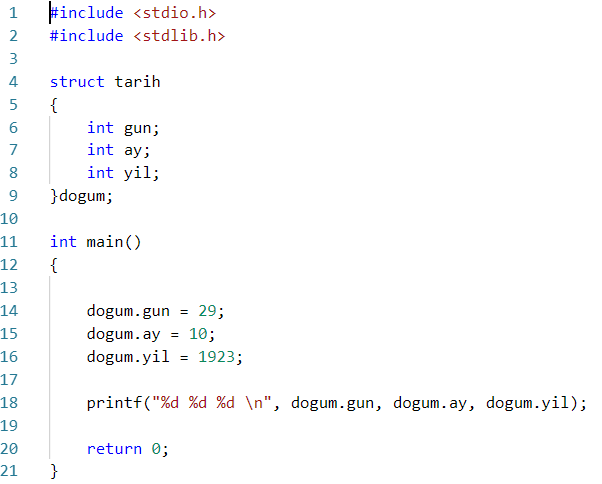 1 #include <stdio.h>
2 #include <stdlib.h>
3
4 struct tarih
5 {
6     int gun;
7     int ay;
8     int yil;
9 }dogum;
10
11 int main()
12 {
13
14     dogum.gun = 29;
15     dogum.ay = 10;
16     dogum.yil = 1923;
17
18     printf("%d %d %d \n", dogum.gun, dogum.ay, dogum.yil);
19
20     return 0;
21 }